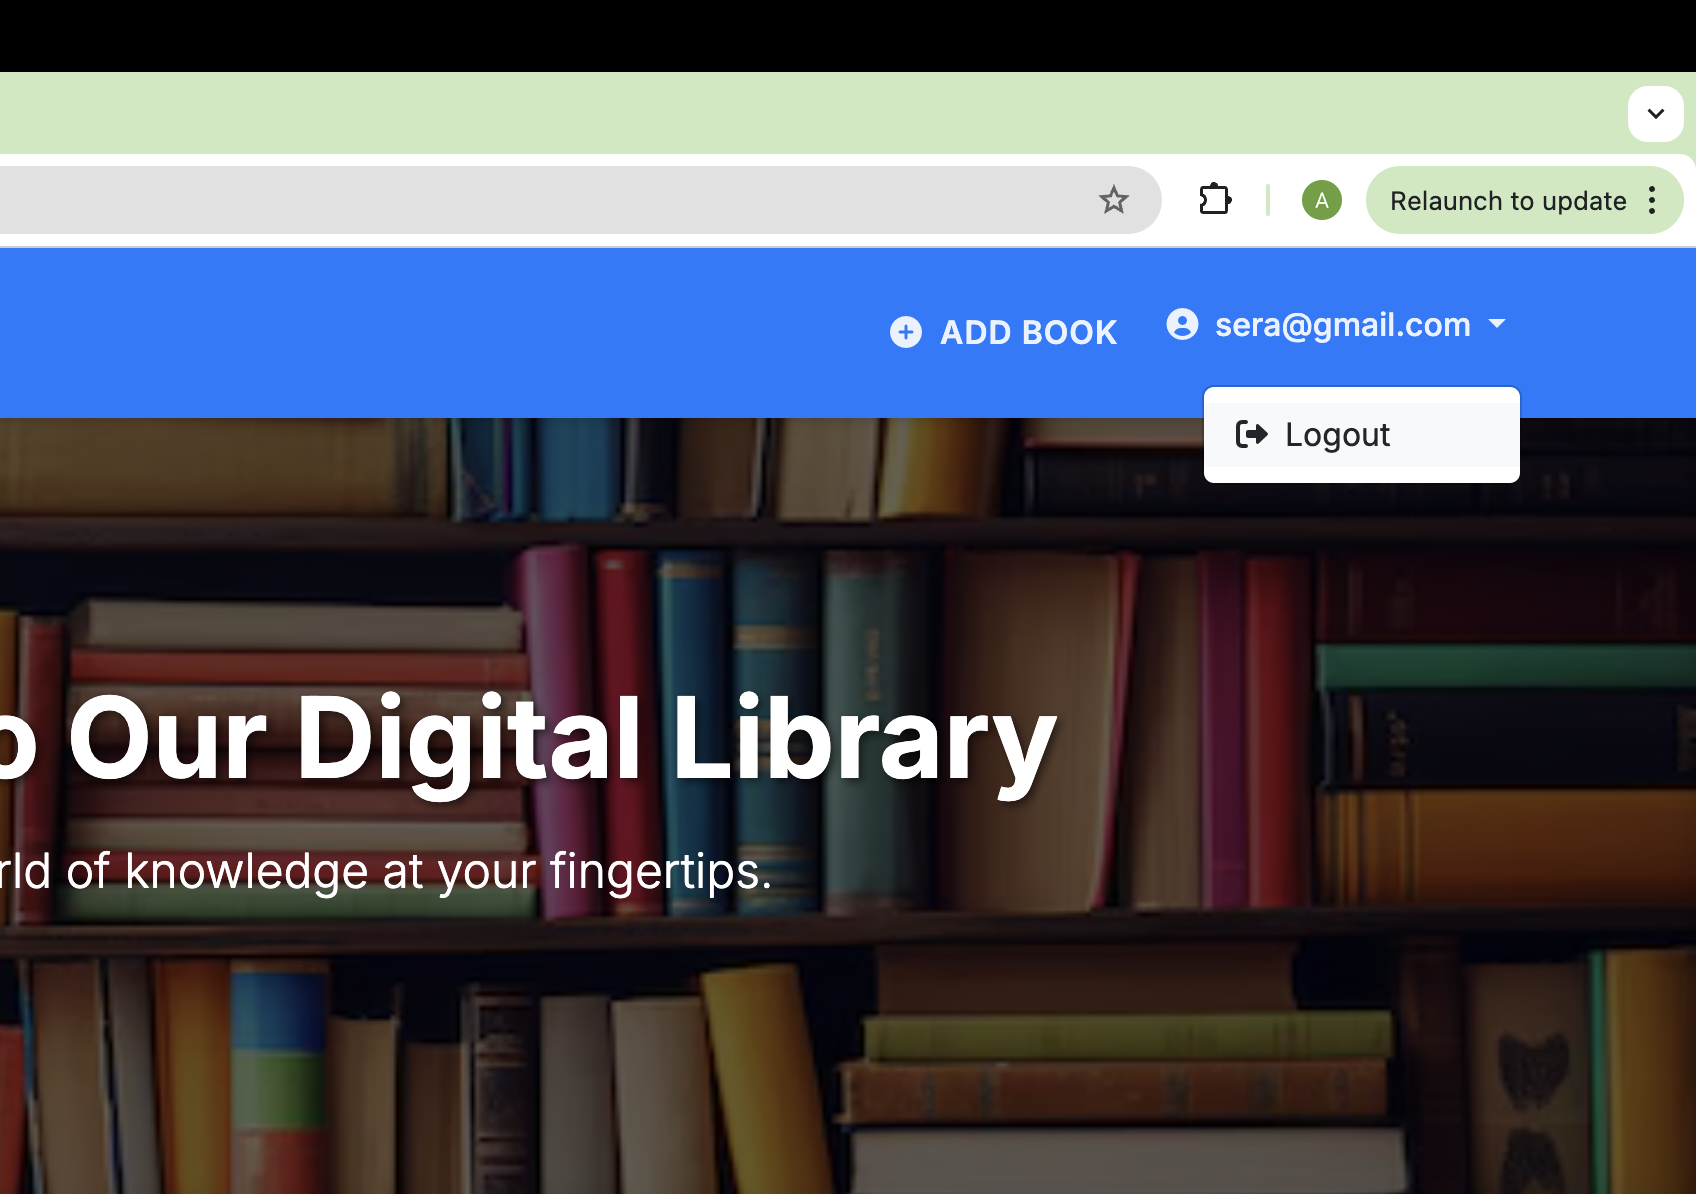 A
Relaunch to update
ADD BOOK
sera@gmail.com
Logout
o Our Digital Library
rld of knowledge at your fingertips.